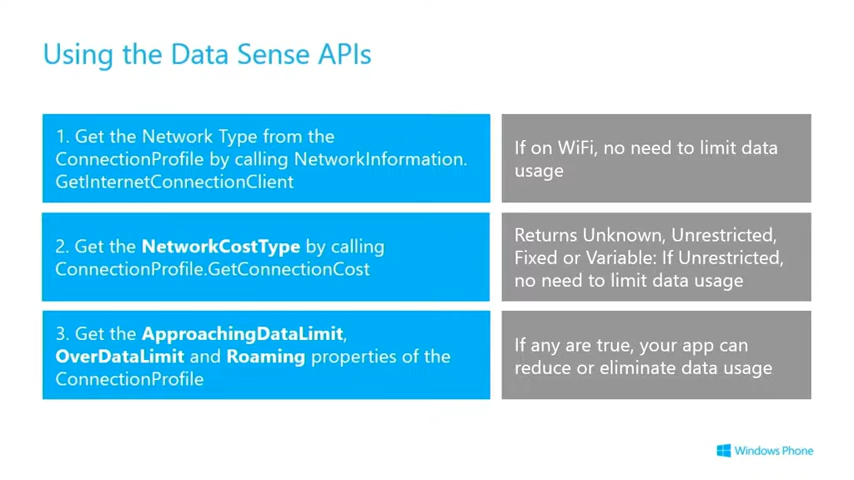 Using the Data Sense APIs
1. Get the Network Type from the
ConnectionProfile by calling NetworkInformation.
GetInternetConnectionClient
If on WiFi, no need to limit data
usage
2. Get the NetworkCostType by calling
ConnectionProfile.GetConnectionCost
Returns Unknown, Unrestricted,
Fixed or Variable: If Unrestricted,
no need to limit data usage
3. Get the ApproachingDataLimit,
OverDataLimit and Roaming properties of the
ConnectionProfile
If any are true, your app can
reduce or eliminate data usage
Windows Phone